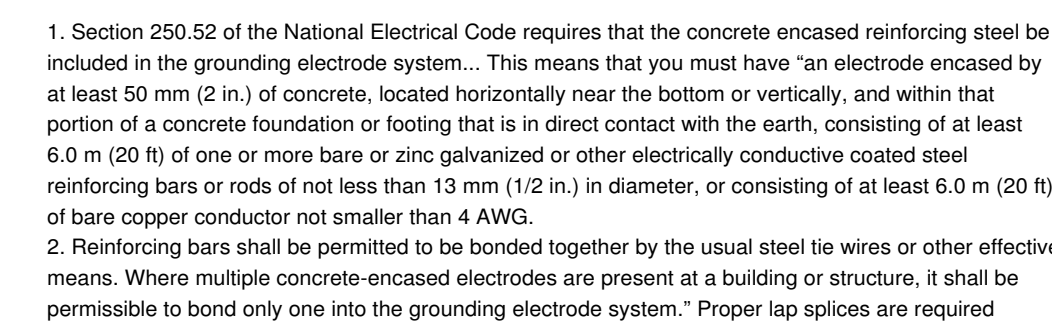 1. Section 250.52 of the National Electrical Code requires that the concrete encased reinforcing steel be
included in the grounding electrode system... This means that you must have “an electrode encased by
at least 50 mm (2 in.) of concrete, located horizontally near the bottom or vertically, and within that
portion of a concrete foundation or footing that is in direct contact with the earth, consisting of at least
6.0 m (20 ft) of one or more bare or zinc galvanized or other electrically conductive coated steel
reinforcing bars or rods of not less than 13 mm (1/2 in.) in diameter, or consisting of at least 6.0 m (20 ft)
of bare copper conductor not smaller than 4 AWG.
2. Reinforcing bars shall be permitted to be bonded together by the usual steel tie wires or other effective
means. Where multiple concrete-encased electrodes are present at a building or structure, it shall be
permissible to bond only one into the grounding electrode system.” Proper lap splices are required